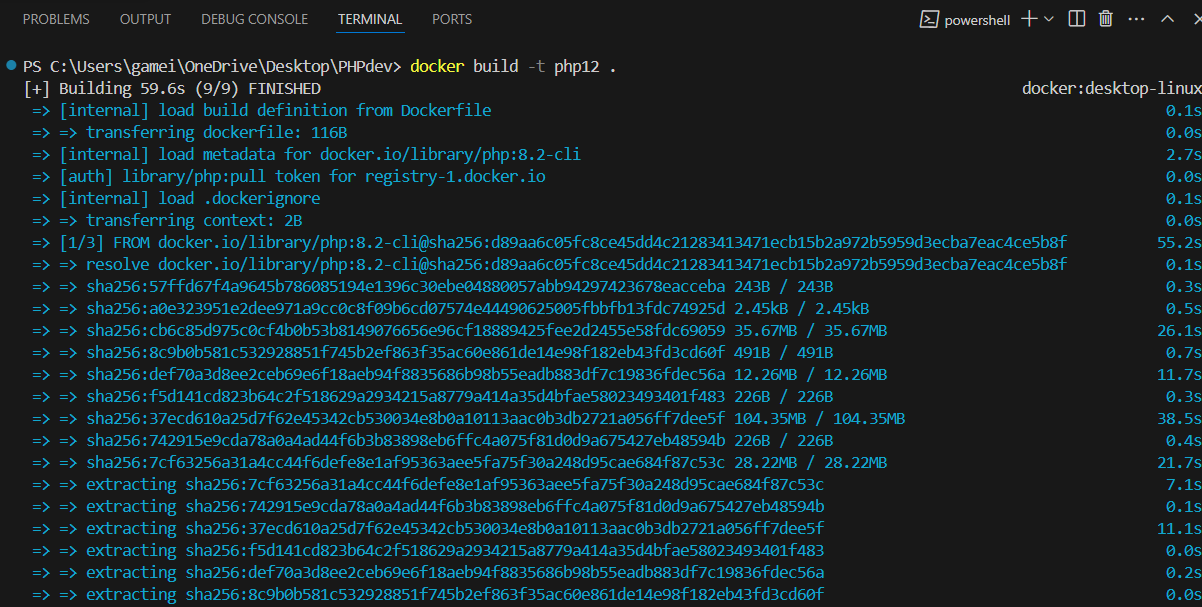 PROBLEMS OUTPUT DEBUG CONSOLE TERMINAL PORTS powershell
PS C:\Users\gamei\OneDrive\Desktop\PHPdev> docker build -t php12 .
[+] Building 59.6s (9/9) FINISHED docker:desktop-linux
=> [internal] load build definition from Dockerfile 0.1s
=> => transferring dockerfile: 116B 0.0s
=> [internal] load metadata for docker.io/library/php:8.2-cli 2.7s
=> [auth] library/php:pull token for registry-1.docker.io 0.0s
=> [internal] load .dockerignore 0.1s
=> => transferring context: 2B 0.0s
=> [1/3] FROM docker.io/library/php:8.2-cli@sha256:d89aa6c05fc8ce45dd4c21283413471ecb15b2a972b5959d3ecba7eac4ce5b8f 55.2s
=> => resolve docker.io/library/php:8.2-cli@sha256:d89aa6c05fc8ce45dd4c21283413471ecb15b2a972b5959d3ecba7eac4ce5b8f 0.1s
=> => sha256:57ffd67f4a9645b786085194e1396c30ebe04880057abb94297423678eacceba 243B / 243B 0.3s
=> => sha256:a0e323951e2dee971a9cc0c8f09b6cd07574e44490625005fbbfb13fdc74925d 2.45kB / 2.45kB 0.5s
=> => sha256:cb6c85d975c0cf4b0b53b8149076656e96cf18889425fee2d2455e58fdc69059 35.67MB / 35.67MB 26.1s
=> => sha256:8c9b0b581c532928851f745b2ef863f35ac60e861de14e98f182eb43fd3cd60f 491B / 491B 0.7s
=> => sha256:def70a3d8ee2ceb69e6f18aeb94f8835686b98b55eadb883df7c19836fdec56a 12.26MB / 12.26MB 11.7s
=> => sha256:f5d141cd823b64c2f518629a2934215a8779a414a35d4bfae58023493401f483 226B / 226B 0.3s
=> => sha256:37ecd610a25d7f62e45342cb530034e8b0a10113aac0b3db2721a056ff7dee5f 104.35MB / 104.35MB 38.5s
=> => sha256:742915e9cda78a0a4ad44f6b3b83898eb6ffc4a075f81d0d9a675427eb48594b 226B / 226B 0.4s
=> => sha256:7cf63256a31a4cc44f6defe8e1af95363aee5fa75f30a248d95cae684f87c53c 28.22MB / 28.22MB 21.7s
=> => extracting sha256:7cf63256a31a4cc44f6defe8e1af95363aee5fa75f30a248d95cae684f87c53c 7.1s
=> => extracting sha256:742915e9cda78a0a4ad44f6b3b83898eb6ffc4a075f81d0d9a675427eb48594b 0.1s
=> => extracting sha256:37ecd610a25d7f62e45342cb530034e8b0a10113aac0b3db2721a056ff7dee5f 11.1s
=> => extracting sha256:f5d141cd823b64c2f518629a2934215a8779a414a35d4bfae58023493401f483 0.0s
=> => extracting sha256:def70a3d8ee2ceb69e6f18aeb94f8835686b98b55eadb883df7c19836fdec56a 0.2s
=> => extracting sha256:8c9b0b581c532928851f745b2ef863f35ac60e861de14e98f182eb43fd3cd60f 0.0s